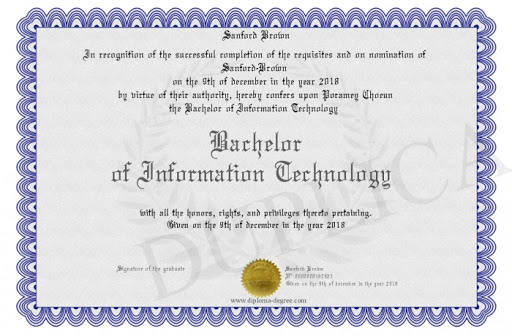 Sanford Brown
In recognition of the successful completion of the requisites and on nomination of
Sanford-Brown
on the 9th of december in the year 2018
by virtue of their authority, hereby confers upon Poramey Choeun
the Bachelor of Information Technology
Bachelor
of Information Technology
with all the honors, rights, and privileges thereto pertaining.
Given on the 9th of december in the year 2018
DUPLICA
Signature of the graduate
Sanford Brown
Given on the 9th of december in the year 2018
www.diploma-degree.com